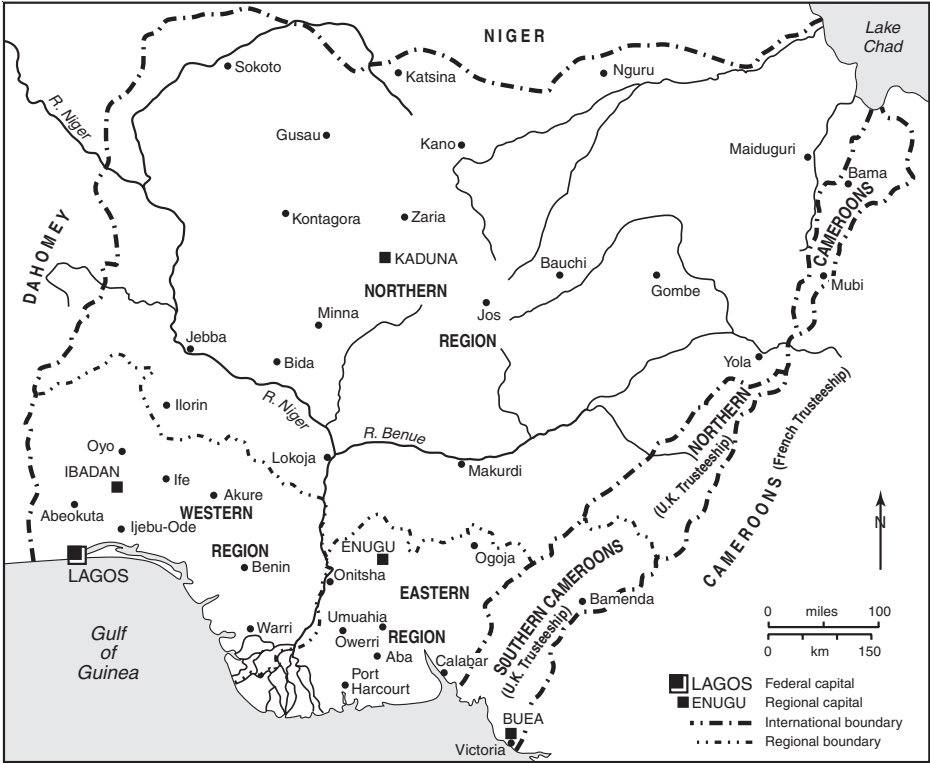 NIGER
Lake
Chad
Sokoto
Katsina
Nguru
R. Niger
Gusau
Kano
Maiduguri
Bama
CAMEROONS
Kontagora
Zaria
DAHOMEY
KADUNA
Bauchi
Gombe
Mubi
NORTHERN
Jos
Minna
REGION
Jebba
Bida
Yola
R. Niger
Ilorin
NORTHERN
(U.K. Trusteeship)
CAMEROONS (French Trusteeship)
R. Benue
Oyo
Lokoja
Makurdi
IBADAN
Ife
Akure
Abeokuta
WESTERN
Ijebu-Ode
N
REGION
ENUGU
Ogoja
LAGOS
Benin
Onitsha
EASTERN
SOUTHERN CAMEROONS
(U.K. Trusteeship)
Bamenda
0 miles 100
Gulf
of
Guinea
Warri
Umuahia
Owerri
REGION
0 km 150
Aba
Calabar
Port
Harcourt
LAGOS Federal capital
ENUGU Regional capital
BUEA
International boundary
Victoria
Regional boundary